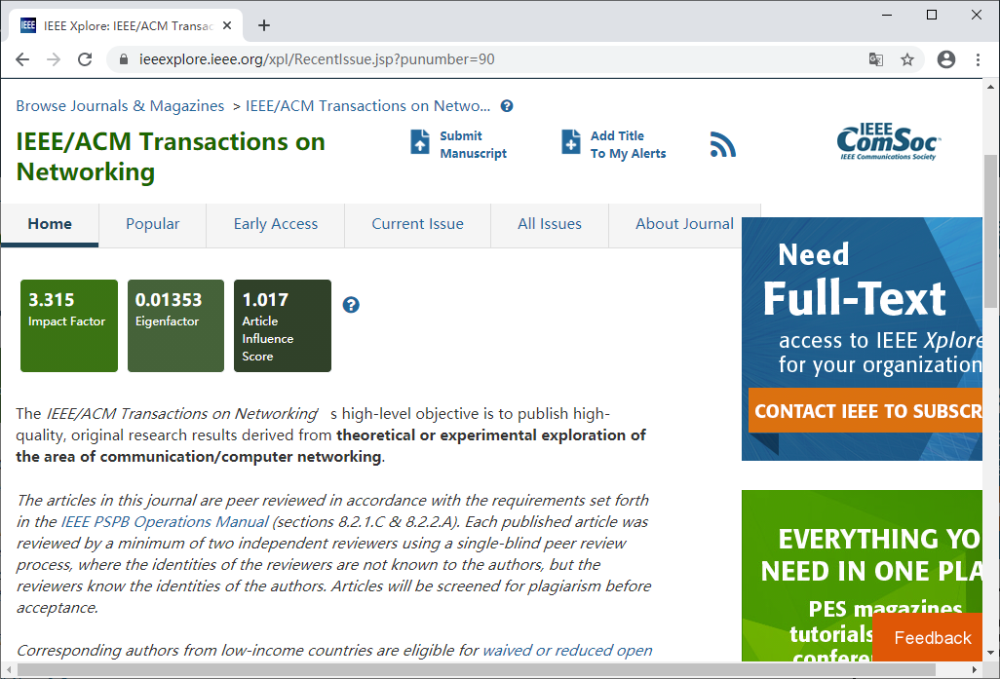 IEEE Xplore: IEEE/ACM Transac
ieeexplore.ieee.org/xpl/RecentIssue.jsp?punumber=90
Browse Journals & Magazines > IEEE/ACM Transactions on Netwo... ?
IEEE/ACM Transactions on
Networking
Submit
Manuscript
Add Title
To My Alerts
IEEE
ComSoc™
IEEE Communications Society
Home
Popular
Early Access
Current Issue
All Issues
About Journal
3.315
Impact Factor
0.01353
Eigenfactor
1.017
Article
Influence
Score
?
The IEEE/ACM Transactions on Networking’s high-level objective is to publish high-
quality, original research results derived from theoretical or experimental exploration of
the area of communication/computer networking.
The articles in this journal are peer reviewed in accordance with the requirements set forth
in the IEEE PSPB Operations Manual (sections 8.2.1.C & 8.2.2.A). Each published article was
reviewed by a minimum of two independent reviewers using a single-blind peer review
process, where the identities of the reviewers are not known to the authors, but the
reviewers know the identities of the authors. Articles will be screened for plagiarism before
acceptance.
Corresponding authors from low-income countries are eligible for waived or reduced open
Need
Full-Text
access to IEEE Xplore
for your organization
CONTACT IEEE TO SUBSCR
EVERYTHING YO
NEED IN ONE PLA
PES magazines
tutorials
confere
Feedback